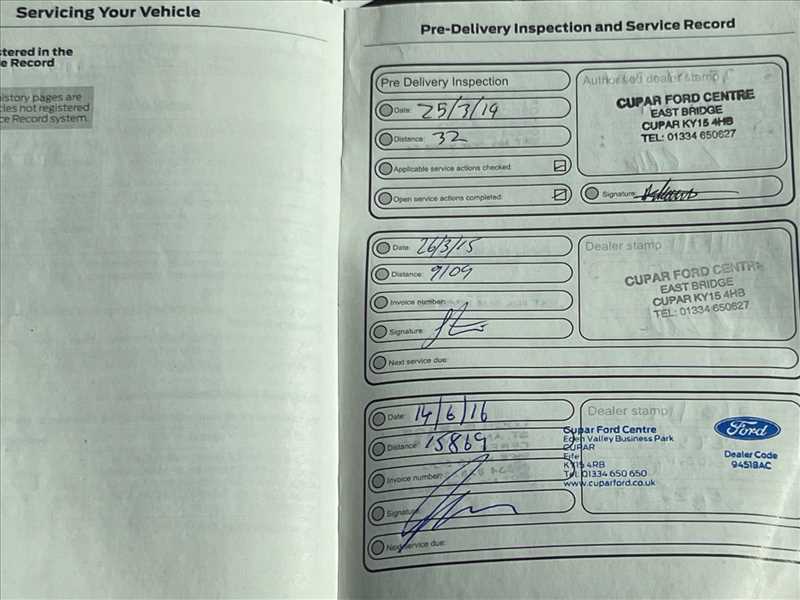 Servicing Your Vehicle
stered in the
e Record
istory pages are
cles not registered
ce Record system.
Pre-Delivery Inspection and Service Record
Pre Delivery Inspection
Date: 25/3/14
Distance: 32
Applicable service actions checked:
Open service actions completed:
Authorised dealer stamp
CUPAR FORD CENTRE
EAST BRIDGE
CUPAR KY15 4HB
TEL: 01334 650627
Signature:
Date: 26/3/15
Distance: 9109
Invoice number:
Signature:
Next service due:
Dealer stamp
CUPAR FORD CENTRE
EAST BRIDGE
CUPAR KY15 4HB
TEL: 01334 650627
Date: 14/6/16
Distance: 15869
Invoice number:
Signature:
Next service due:
Dealer stamp
Cupar Ford Centre
Eden Valley Business Park
CUPAR
Fife
KY15 4RB
Tel: 01334 650 650
www.cuparford.co.uk
Ford
Dealer Code
9451BAC